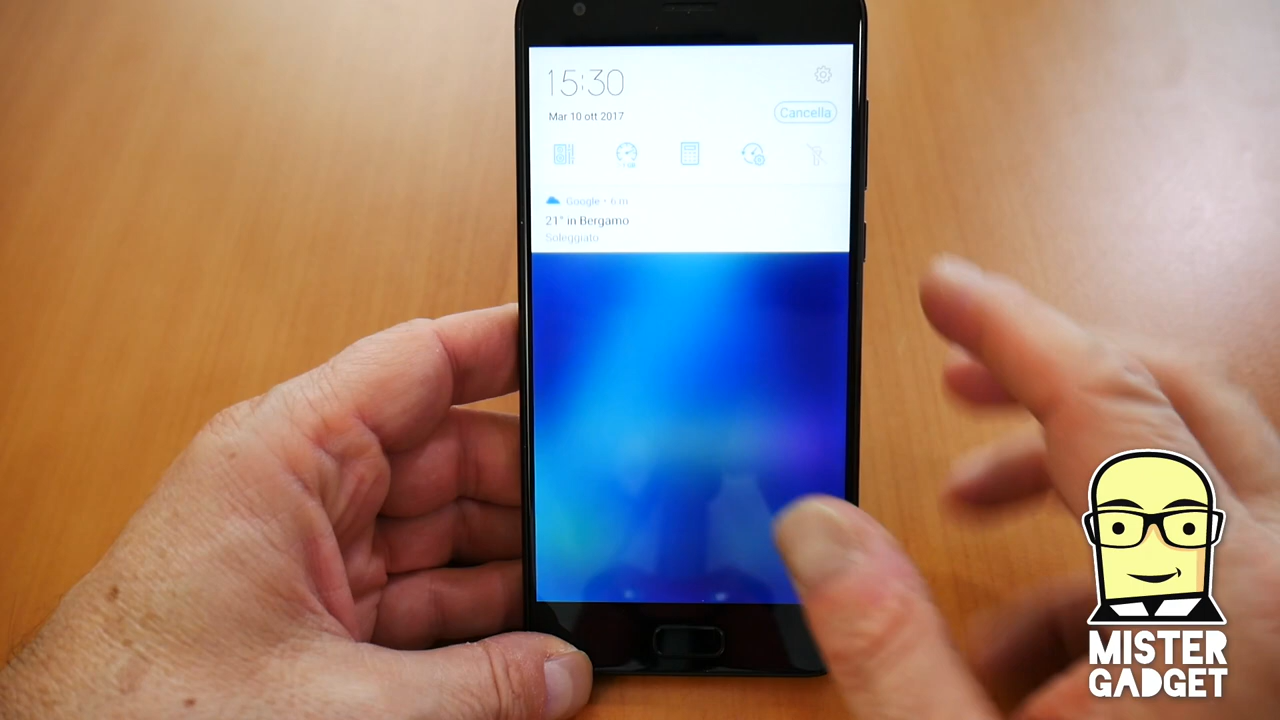 15:30
Mar 10 ott 2017
Cancella
Google • 6 m
21° in Bergamo
Soleggiato
MISTER
GADGET